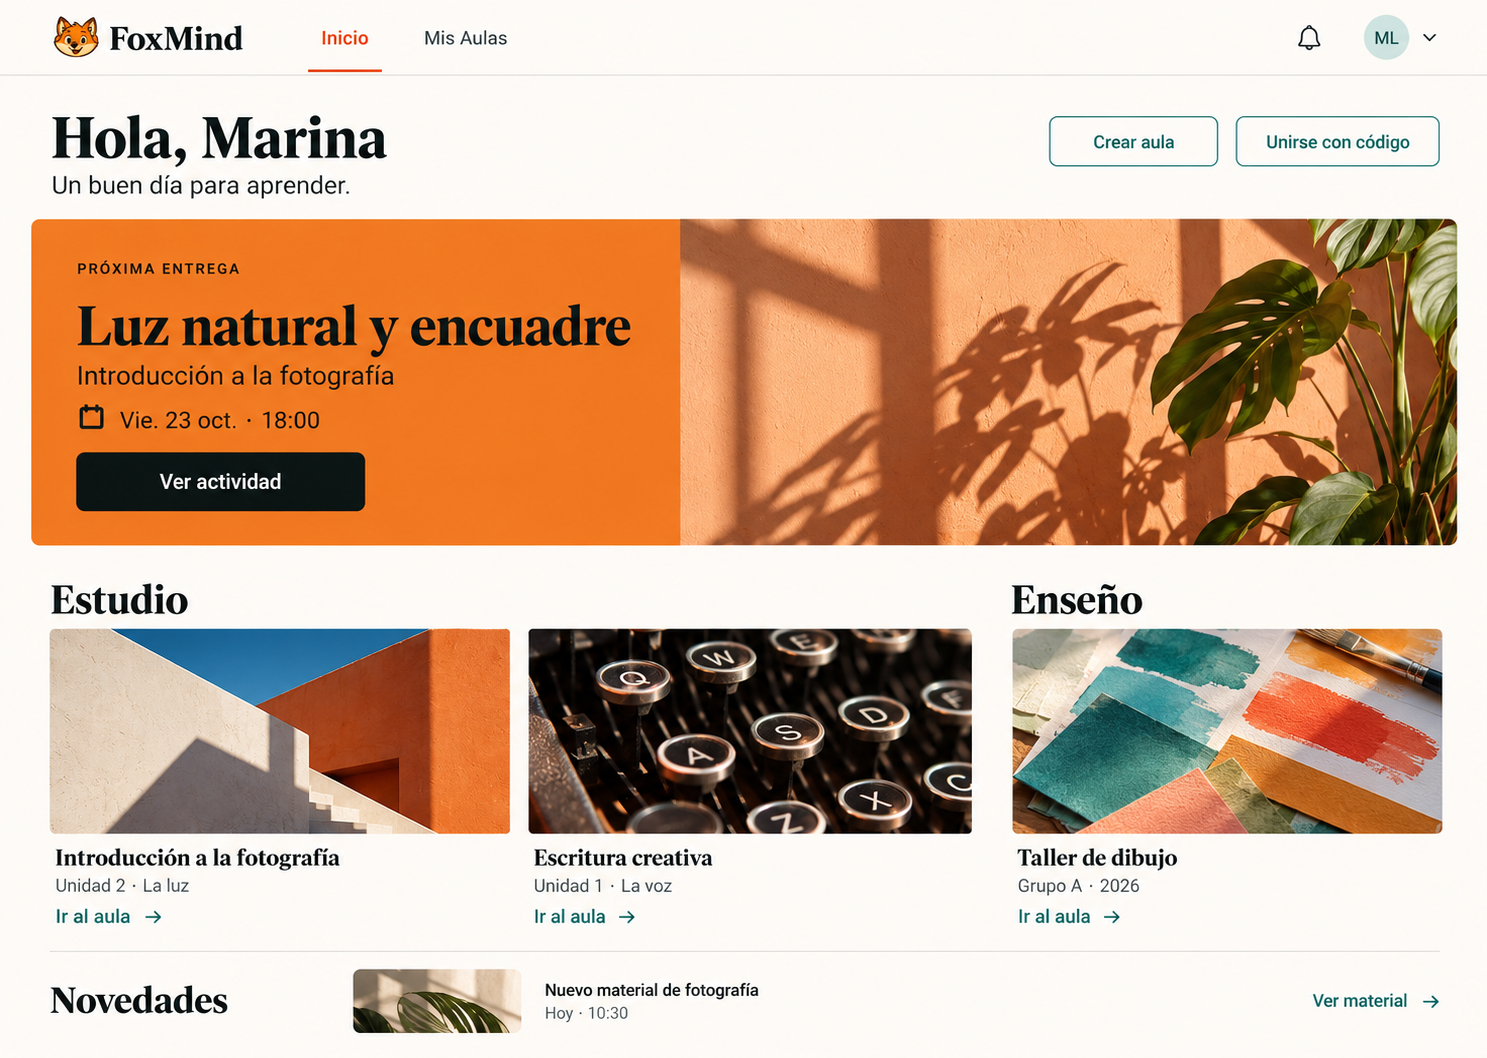 FoxMind
Inicio
Mis Aulas
ML
Hola, Marina
Un buen día para aprender.
Crear aula
Unirse con código
PRÓXIMA ENTREGA
Luz natural y encuadre
Introducción a la fotografía
Vie. 23 oct. · 18:00
Ver actividad
Estudio
Enseño
Q W E
A S D F
Z X C
Introducción a la fotografía
Unidad 2 · La luz
Ir al aula →
Escritura creativa
Unidad 1 · La voz
Ir al aula →
Taller de dibujo
Grupo A · 2026
Ir al aula →
Novedades
Nuevo material de fotografía
Hoy · 10:30
Ver material →